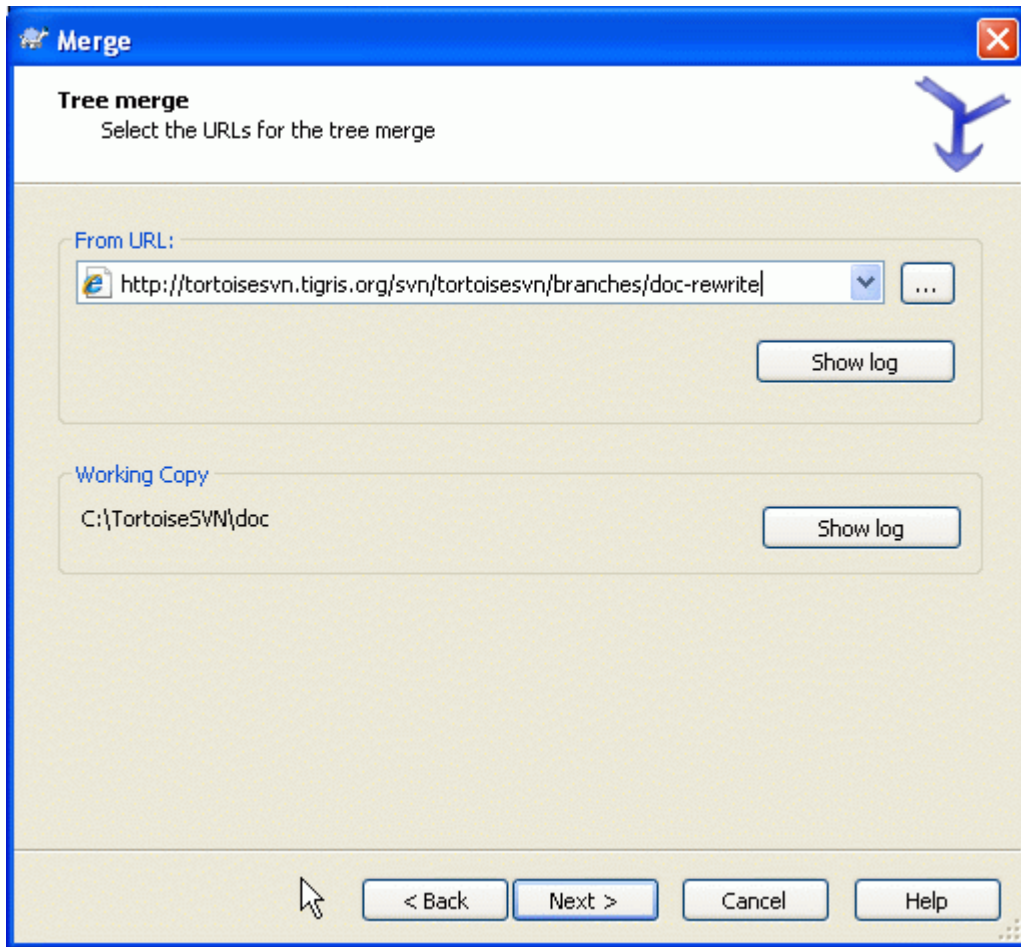 Merge
Tree merge
Select the URLs for the tree merge
From URL:
http://tortoisesvn.tigris.org/svn/tortoisesvn/branches/doc-rewrite
...
Show log
Working Copy
C:\TortoiseSVN\doc
Show log
< Back
Next >
Cancel
Help